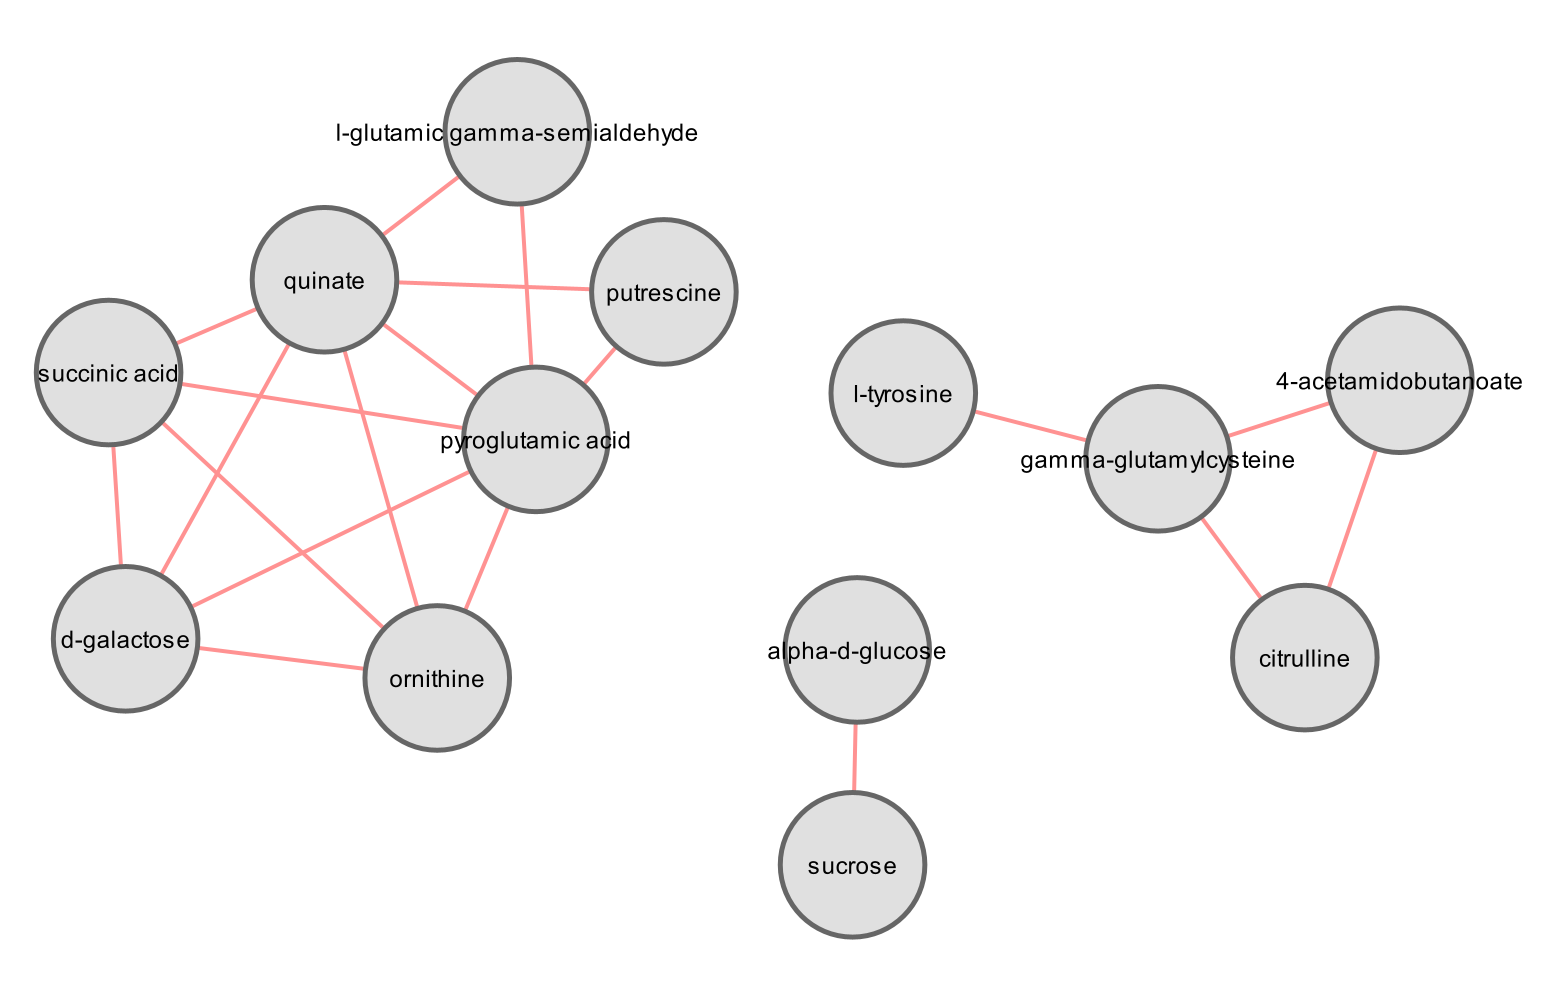 l-glutamic gamma-semialdehyde
quinate
putrescine
succinic acid
pyroglutamic acid
d-galactose
ornithine
l-tyrosine
4-acetamidobutanoate
gamma-glutamylcysteine
citrulline
alpha-d-glucose
sucrose